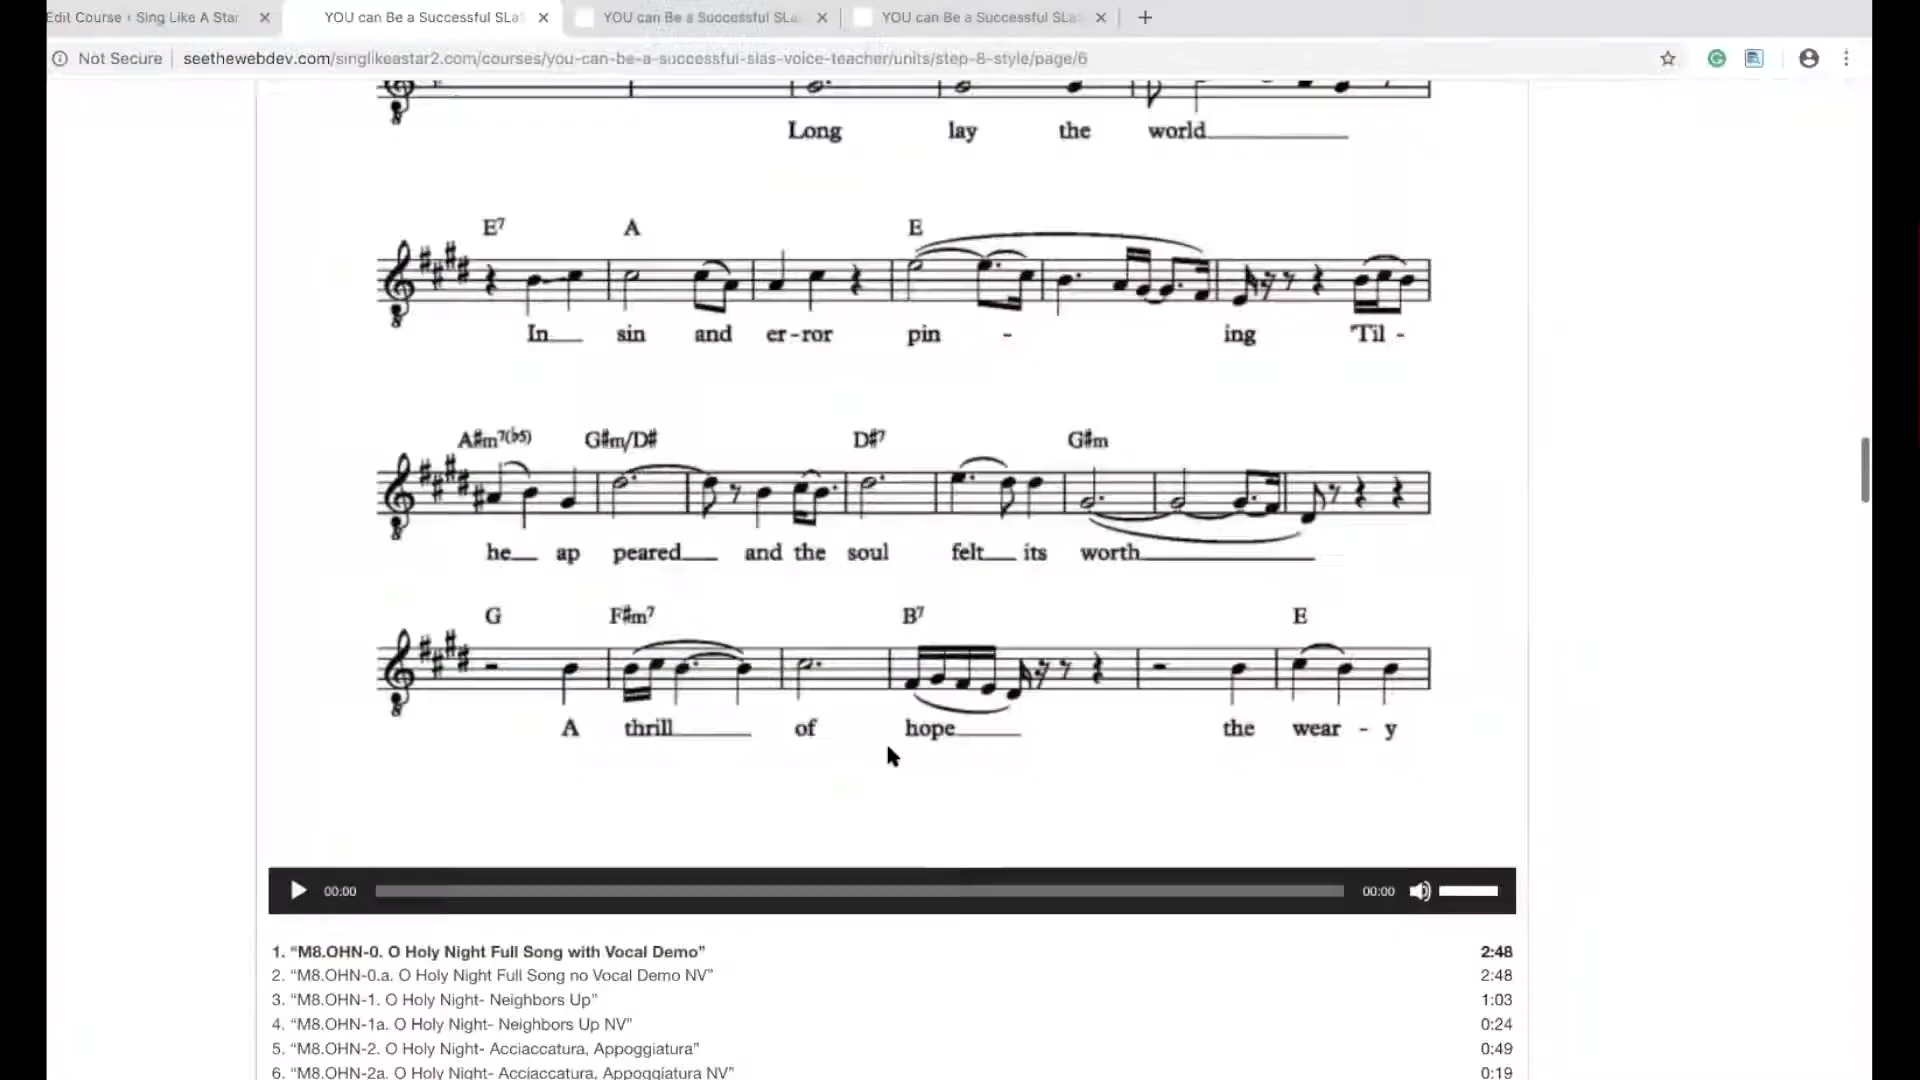 Edit Course ‹ Sing Like A Star
YOU can Be a Successful SLa
YOU can Be a Successful SLa
YOU can Be a Successful SLa
Not Secure | seethewebdev.com/singlikeastar2.com/courses/you-can-be-a-successful-slas-voice-teacher/units/step-8-style/page/6
Long lay the world
E7 A E
In sin and er-ror pin - ing 'Til -
A#m7(b5) G#m/D# D#7 G#m
he ap peared and the soul felt its worth
G F#m7 B7 E
A thrill of hope the wear - y
00:00 00:00
1. “M8.OHN-0. O Holy Night Full Song with Vocal Demo” 2:48
2. “M8.OHN-0.a. O Holy Night Full Song no Vocal Demo NV” 2:48
3. “M8.OHN-1. O Holy Night- Neighbors Up” 1:03
4. “M8.OHN-1a. O Holy Night- Neighbors Up NV” 0:24
5. “M8.OHN-2. O Holy Night- Acciaccatura, Appoggiatura” 0:49
6. “M8.OHN-2a. O Holy Night- Acciaccatura, Appoggiatura NV” 0:19